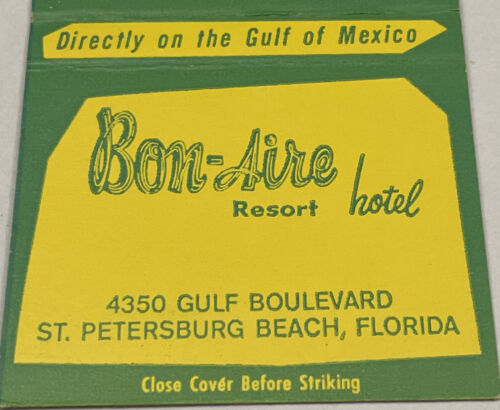 Directly on the Gulf of Mexico
Bon-Aire
Resort hotel
4350 GULF BOULEVARD
ST. PETERSBURG BEACH, FLORIDA
Close Cover Before Striking